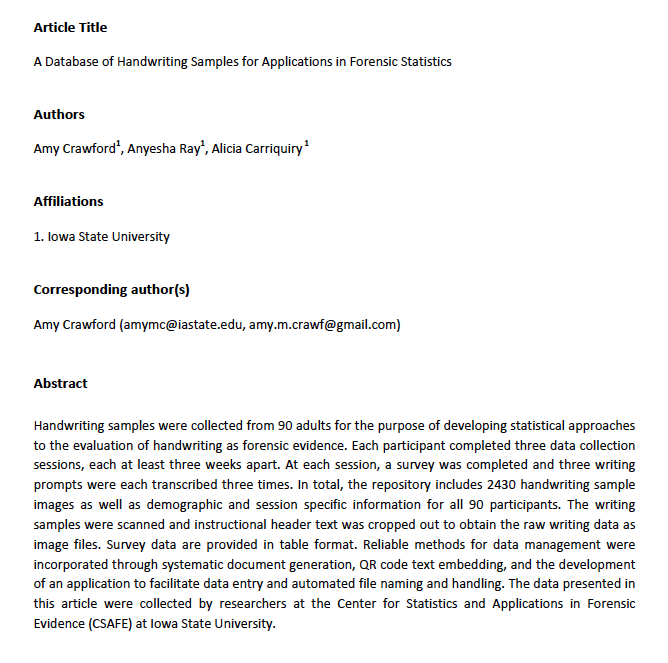 Article Title
A Database of Handwriting Samples for Applications in Forensic Statistics
Authors
Amy Crawford1, Anyesha Ray1, Alicia Carriquiry1
Affiliations
1. Iowa State University
Corresponding author(s)
Amy Crawford (amymc@iastate.edu, amy.m.crawf@gmail.com)
Abstract
Handwriting samples were collected from 90 adults for the purpose of developing statistical approaches
to the evaluation of handwriting as forensic evidence. Each participant completed three data collection
sessions, each at least three weeks apart. At each session, a survey was completed and three writing
prompts were each transcribed three times. In total, the repository includes 2430 handwriting sample
images as well as demographic and session specific information for all 90 participants. The writing
samples were scanned and instructional header text was cropped out to obtain the raw writing data as
image files. Survey data are provided in table format. Reliable methods for data management were
incorporated through systematic document generation, QR code text embedding, and the development
of an application to facilitate data entry and automated file naming and handling. The data presented in
this article were collected by researchers at the Center for Statistics and Applications in Forensic
Evidence (CSAFE) at Iowa State University.